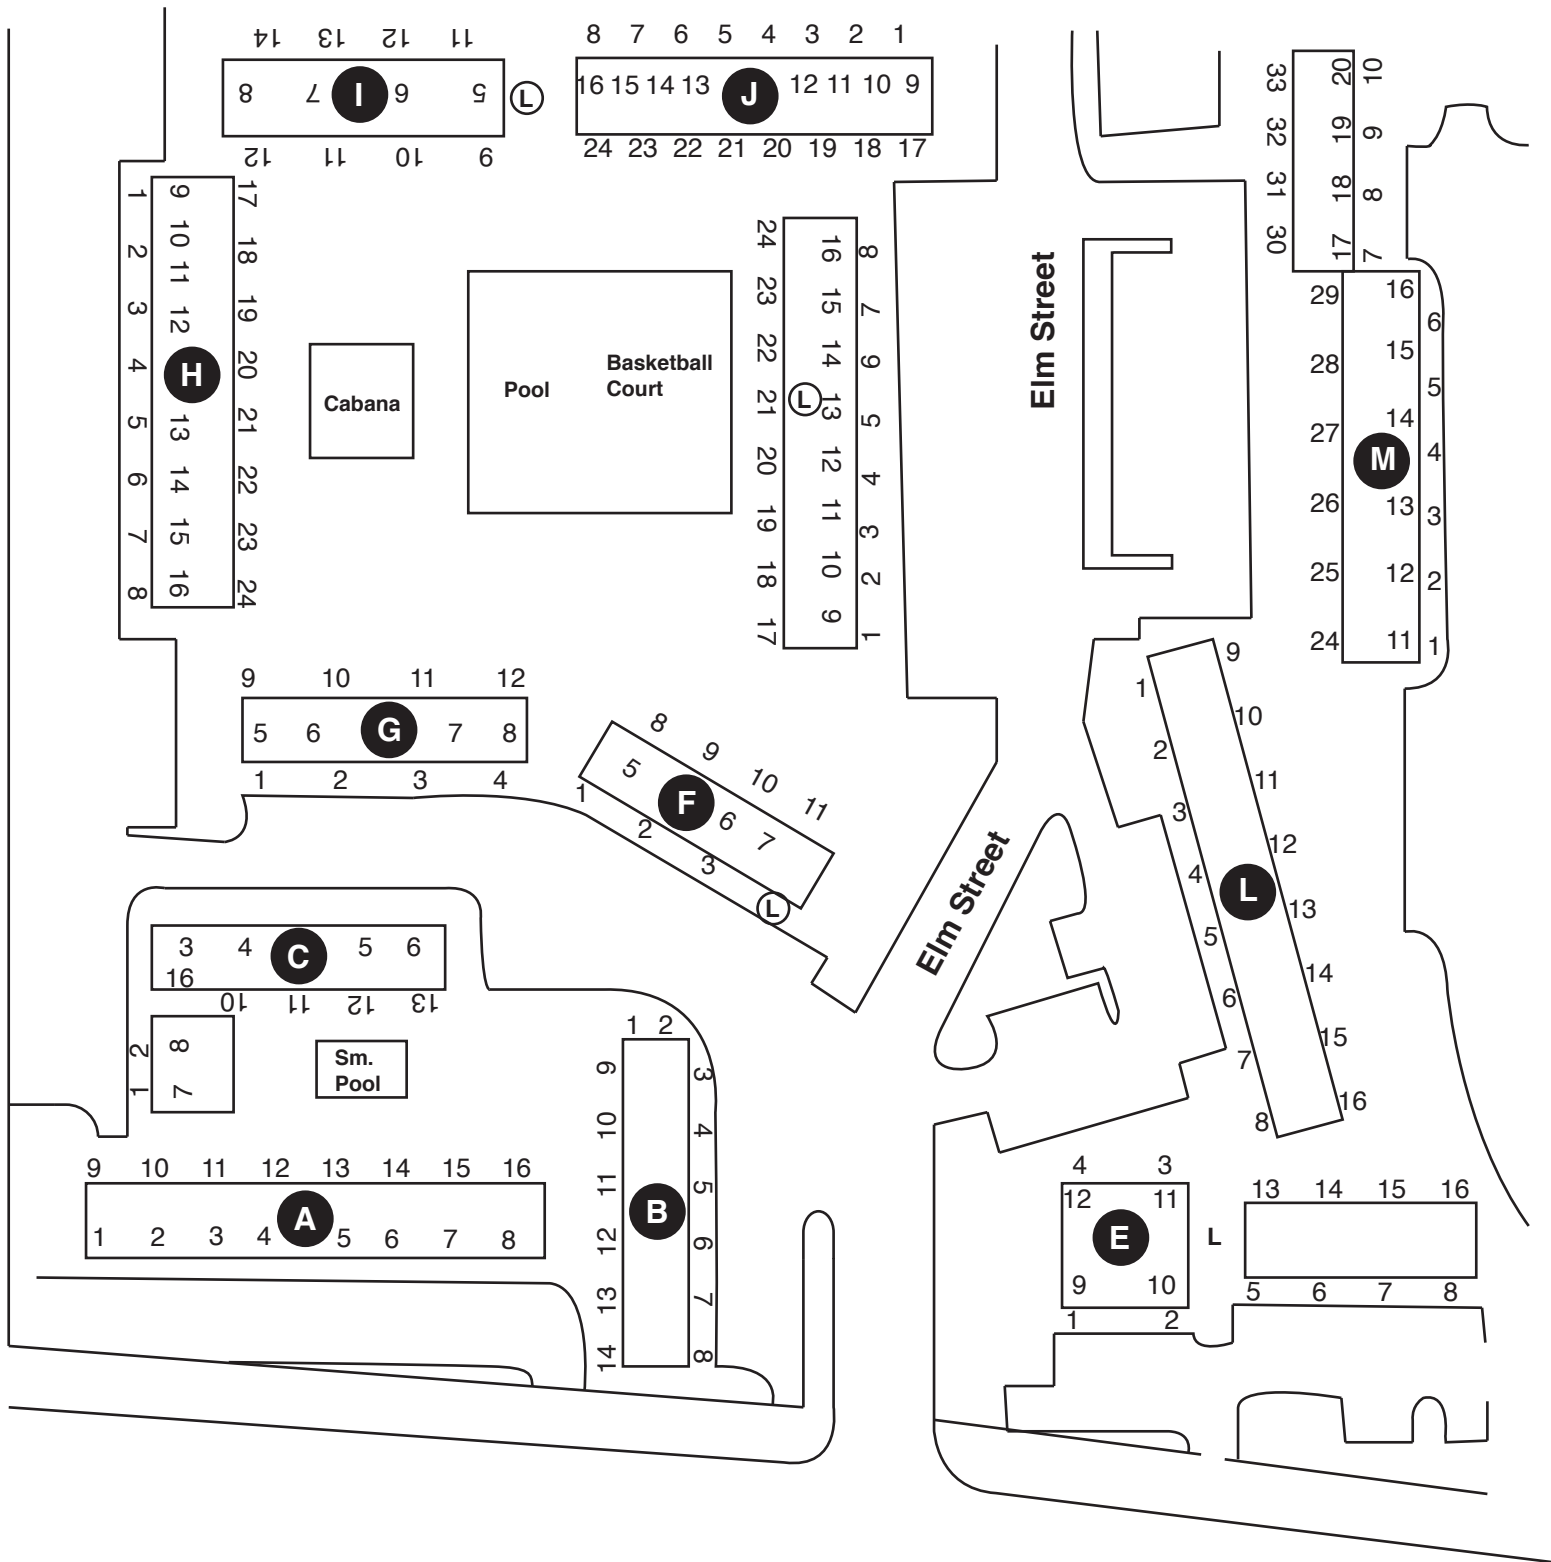 14 13 12 11
8 7 I 6 5 L
12 11 10 9
8 7 6 5 4 3 2 1
16 15 14 13 J 12 11 10 9
24 23 22 21 20 19 18 17
1 2 3 4 5 6 7 8
9 10 11 12 H 13 14 15 16
17 18 19 20 21 22 23 24
Cabana
Pool
Basketball
Court
24 23 22 21 20 19 18 17
16 15 14 L 13 12 11 10 9
8 7 6 5 4 3 2 1
Elm Street
33 32 31 30
20 19 18 17
10 9 8 7
29 28 27 26 25 24
16 15 14 M 13 12 11
6 5 4 3 2 1
9 10 11 12
5 6 G 7 8
1 2 3 4
8 9 10 11
5 F 6 7
1 2 3 L
Elm Street
1 2 3 4 5 6 7 8
L
9 10 11 12 13 14 15 16
3 4 C 5 6
16
10 11 12 13
2 1
8 7
Sm.
Pool
1 2
9 10 11 12 13 14
B
3 4 5 6 7 8
9 10 11 12 13 14 15 16
A
1 2 3 4 5 6 7 8
4 3
12 11
E
9 10
1 2
L
13 14 15 16
5 6 7 8